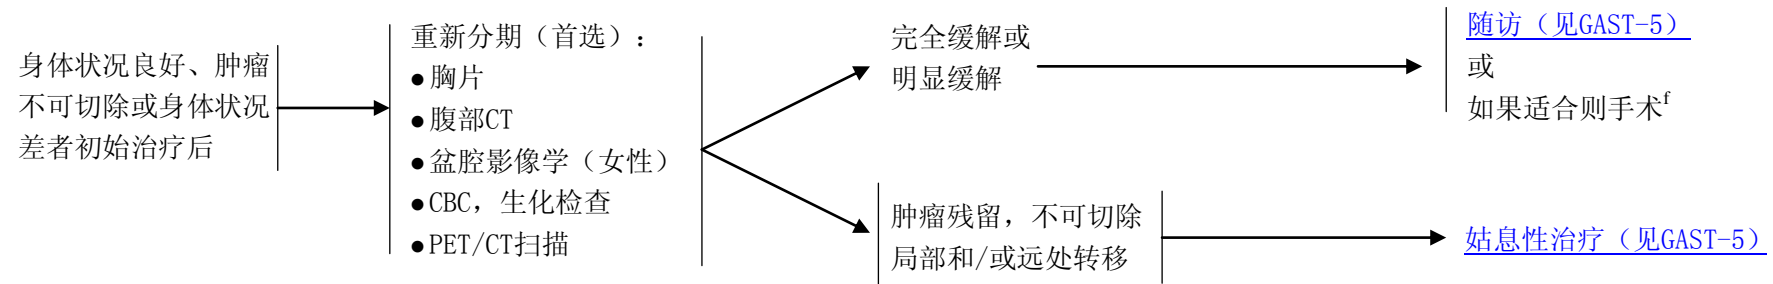 身体状况良好、肿瘤
不可切除或身体状况
差者初始治疗后
重新分期（首选）：
●胸片
●腹部CT
●盆腔影像学（女性）
●CBC，生化检查
●PET/CT扫描
完全缓解或
明显缓解
随访（见GAST-5）
或
如果适合则手术f
肿瘤残留，不可切除
局部和/或远处转移
姑息性治疗（见GAST-5）